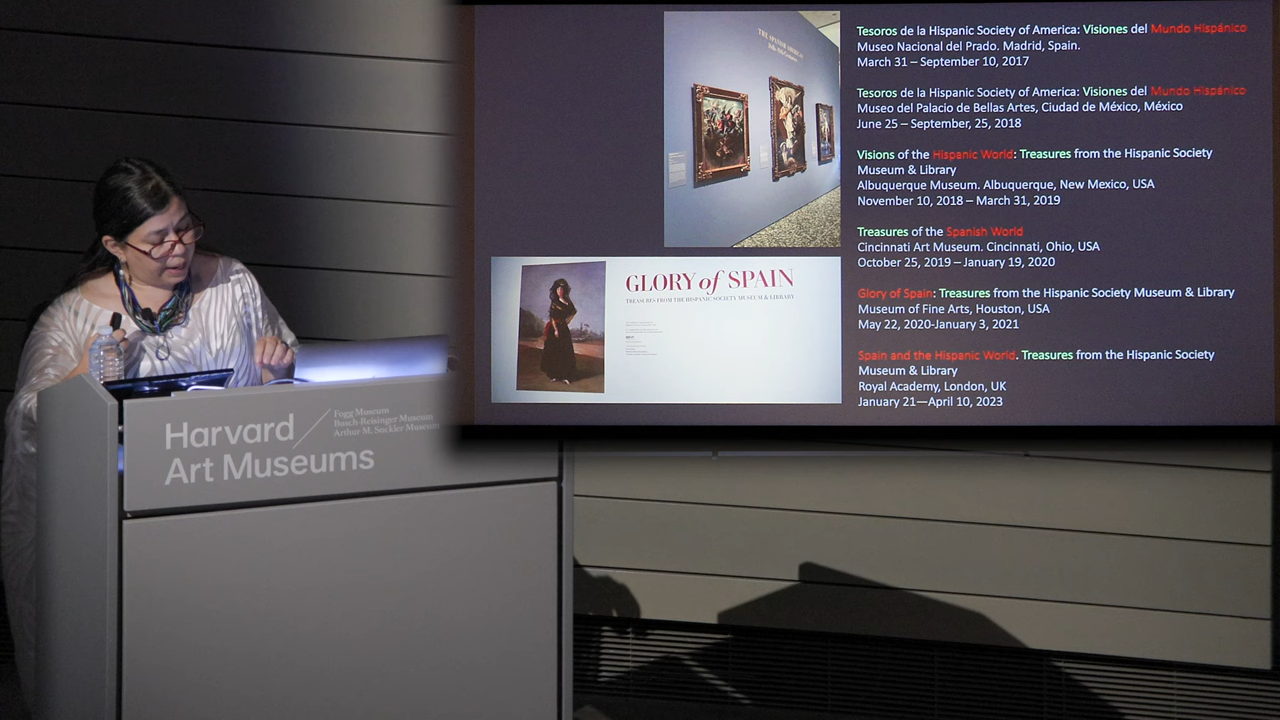 THE SPANISH AMERICAS
Tesoros de la Hispanic Society of America: Visiones del Mundo Hispánico
Museo Nacional del Prado. Madrid, Spain.
March 31 – September 10, 2017
Tesoros de la Hispanic Society of America: Visiones del Mundo Hispánico
Museo del Palacio de Bellas Artes, Ciudad de México, México
June 25 – September, 25, 2018
Visions of the Hispanic World: Treasures from the Hispanic Society
Museum & Library
Albuquerque Museum. Albuquerque, New Mexico, USA
November 10, 2018 – March 31, 2019
Treasures of the Spanish World
Cincinnati Art Museum. Cincinnati, Ohio, USA
October 25, 2019 – January 19, 2020
Glory of Spain: Treasures from the Hispanic Society Museum & Library
Museum of Fine Arts, Houston, USA
May 22, 2020-January 3, 2021
Spain and the Hispanic World. Treasures from the Hispanic Society
Museum & Library
Royal Academy, London, UK
January 21—April 10, 2023
GLORY of SPAIN
TREASURES FROM THE HISPANIC SOCIETY MUSEUM & LIBRARY
Harvard
Art Museums
Fogg Museum
Busch-Reisinger Museum
Arthur M. Sackler Museum